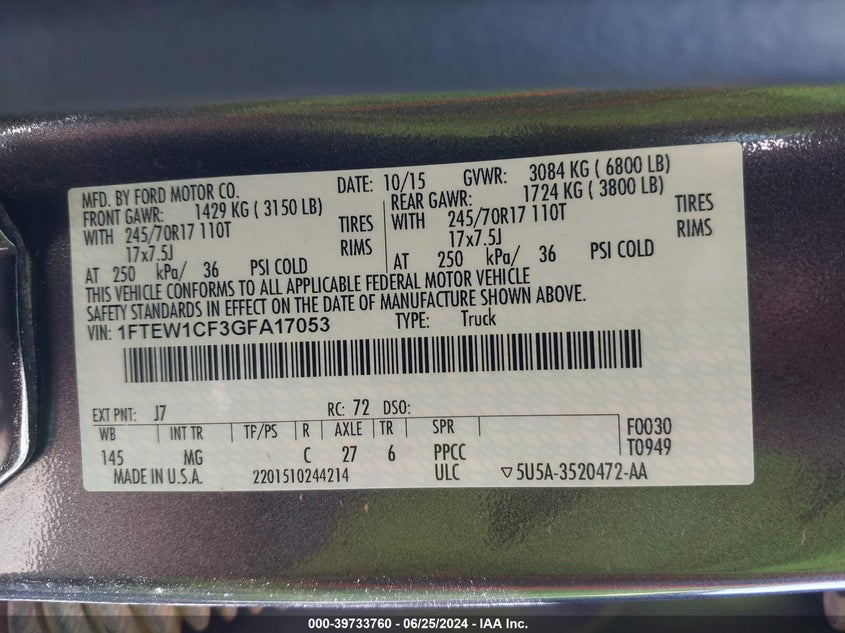 MFD. BY FORD MOTOR CO. DATE: 10/15 GVWR: 3084 KG ( 6800 LB)
FRONT GAWR: 1429 KG ( 3150 LB) REAR GAWR: 1724 KG ( 3800 LB)
WITH 245/70R17 110T TIRES WITH 245/70R17 110T TIRES
17x7.5J RIMS 17x7.5J RIMS
AT 250 kPa/ 36 PSI COLD AT 250 kPa/ 36 PSI COLD
THIS VEHICLE CONFORMS TO ALL APPLICABLE FEDERAL MOTOR VEHICLE
SAFETY STANDARDS IN EFFECT ON THE DATE OF MANUFACTURE SHOWN ABOVE.
VIN: 1FTEW1CF3GFA17053 TYPE: Truck
EXT PNT: J7 RC: 72 DSO:
WB INT TR TF/PS R AXLE TR SPR F0030
145 MG C 27 6 PPCC T0949
MADE IN U.S.A. 2201510244214 ULC ▽5U5A-3520472-AA
000-39733760 - 06/25/2024 - IAA Inc.